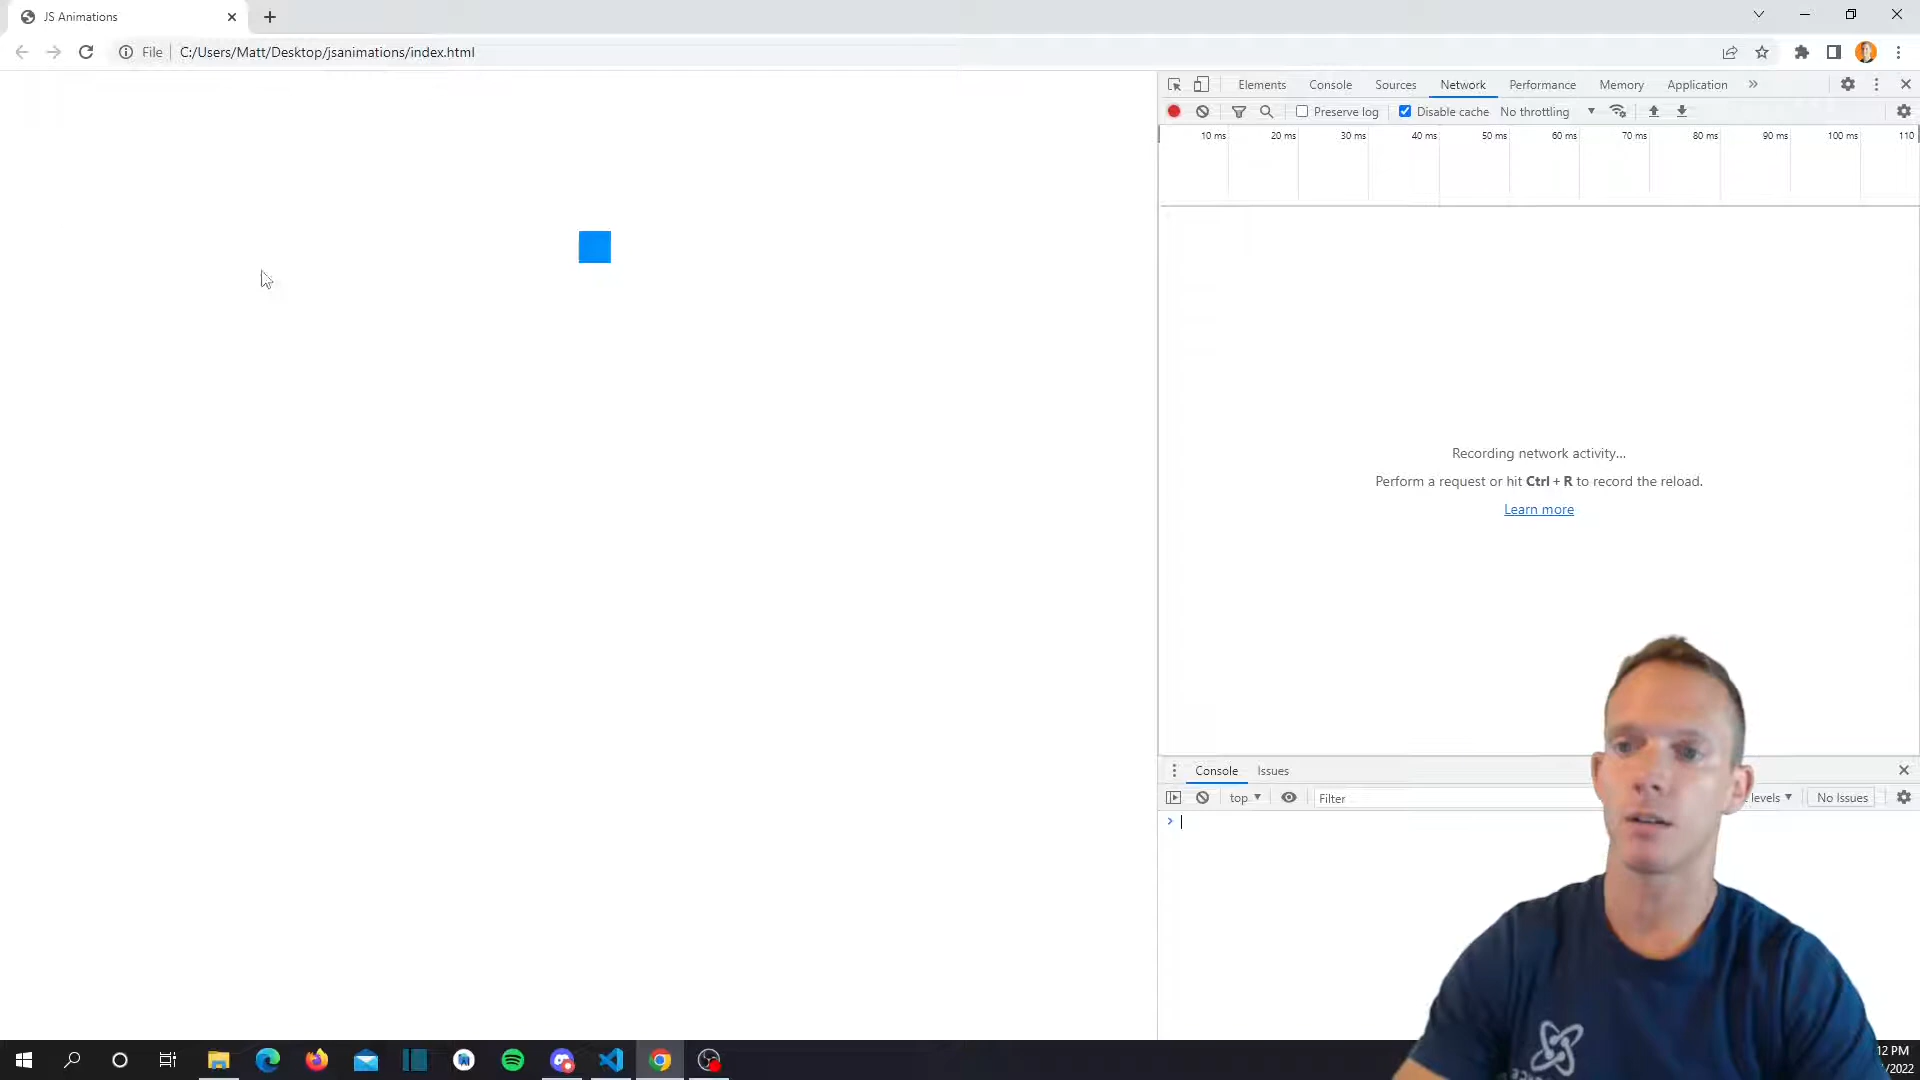 JS Animations
File
C:/Users/Matt/Desktop/jsanimations/index.html
Elements Console Sources Network Performance Memory Application
Preserve log Disable cache No throttling
10 ms 20 ms 30 ms 40 ms 50 ms 60 ms 70 ms 80 ms 90 ms 100 ms 110
Recording network activity...
Perform a request or hit Ctrl + R to record the reload.
Learn more
Console Issues
top Filter levels No Issues
12 PM
/2022